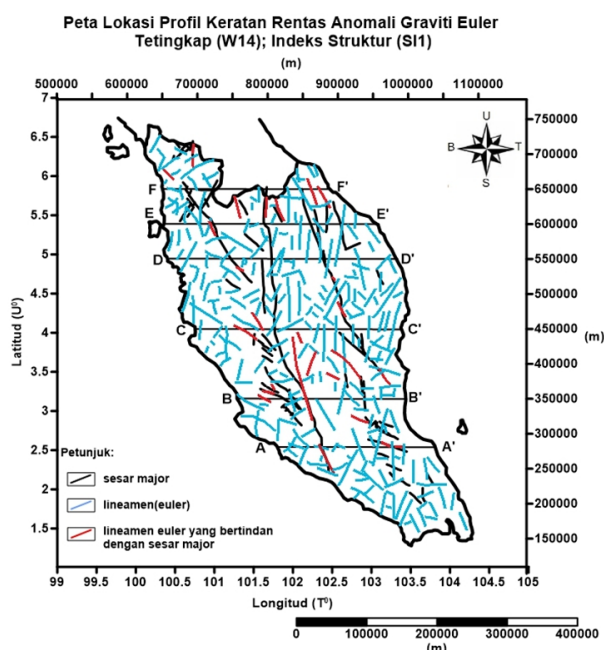 Peta Lokasi Profil Keratan Rentas Anomali Graviti Euler
Tetingkap (W14); Indeks Struktur (SI1)
(m)
500000 600000 700000 800000 900000 1000000 1100000
7
6.5
6
5.5
5
4.5
4
3.5
3
2.5
2
1.5
Latitud (U⁰)
750000
700000
650000
600000
550000
500000
450000
400000
350000
300000
250000
200000
150000
(m)
U
B T
S
F F'
E E'
D D'
C C'
B B'
A A'
Petunjuk:
sesar major
lineamen(euler)
lineamen euler yang bertindan
dengan sesar major
99 99.5 100 100.5 101 101.5 102 102.5 103 103.5 104 104.5 105
Longitud (T⁰)
0 100000 200000 300000 400000
(m)